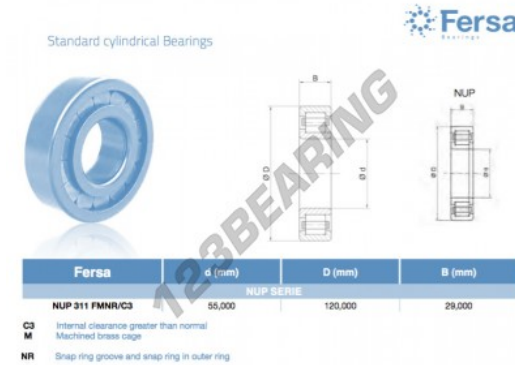 Fersa
Bearings
Standard cylindrical Bearings
B
NUP
B
Ø D
Ø d
Ø D
Ø d
123BEARING
Fersa d (mm) D (mm) B (mm)
NUP SERIE
NUP 311 FMNR/C3 55,000 120,000 29,000
C3 Internal clearance greater than normal
M Machined brass cage
NR Snap ring groove and snap ring in outer ring